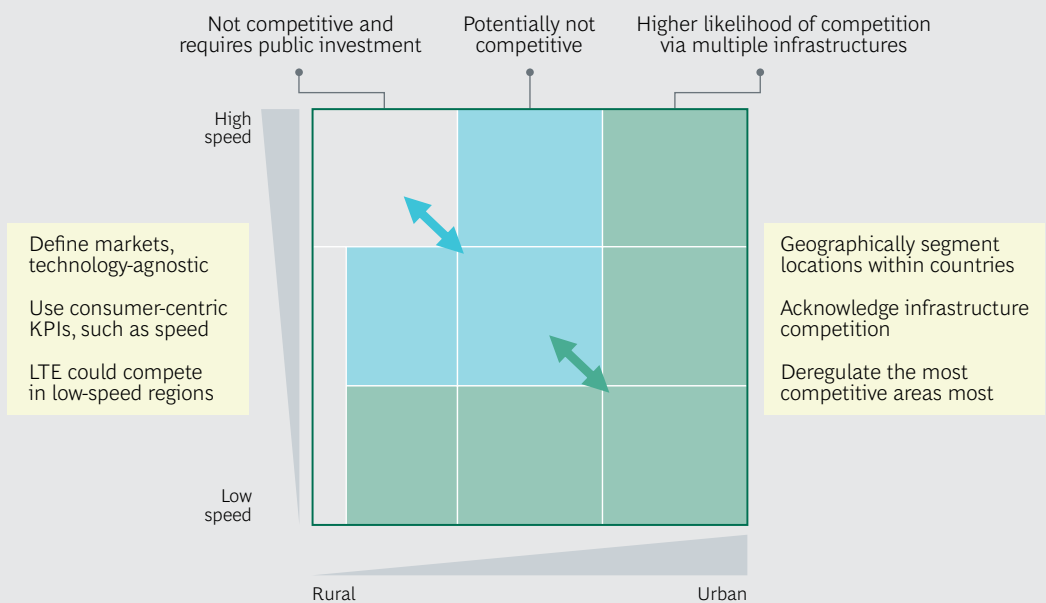 Not competitive and
requires public investment
Potentially not
competitive
Higher likelihood of competition
via multiple infrastructures
High
speed
Define markets,
technology-agnostic
Use consumer-centric
KPIs, such as speed
LTE could compete
in low-speed regions
Geographically segment
locations within countries
Acknowledge infrastructure
competition
Deregulate the most
competitive areas most
Low
speed
Rural
Urban